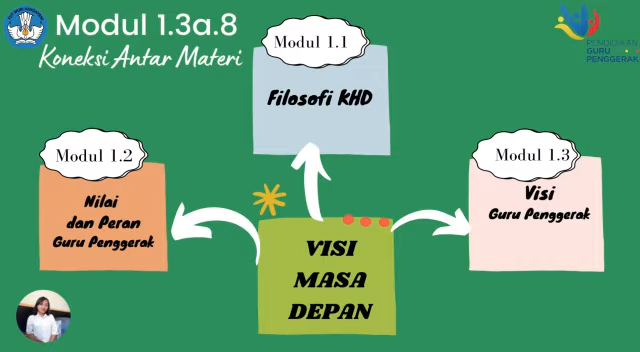 Modul 1.3a.8
Koneksi Antar Materi
PENDIDIKAN
GURU
PENGGERAK
Modul 1.1
Filosofi KHD
Modul 1.2
Nilai
dan Peran
Guru Penggerak
Modul 1.3
Visi
Guru Penggerak
VISI
MASA
DEPAN